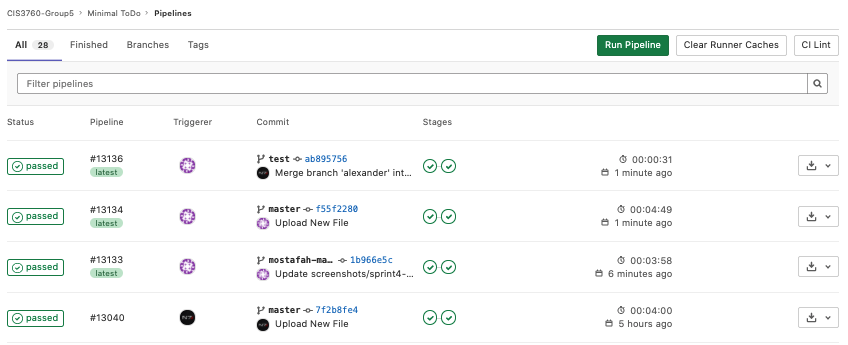 CIS3760-Group5 › Minimal ToDo › Pipelines
All 28 Finished Branches Tags Run Pipeline Clear Runner Caches CI Lint
Filter pipelines
Status Pipeline Triggerer Commit Stages
passed #13136 latest test ab895756 00:00:31
Merge branch 'alexander' int... 1 minute ago
passed #13134 latest master f55f2280 00:04:49
Upload New File 1 minute ago
passed #13133 latest mostafah-ma… 1b966e5c 00:03:58
Update screenshots/sprint4-... 6 minutes ago
passed #13040 master 7f2b8fe4 00:04:00
Upload New File 5 hours ago